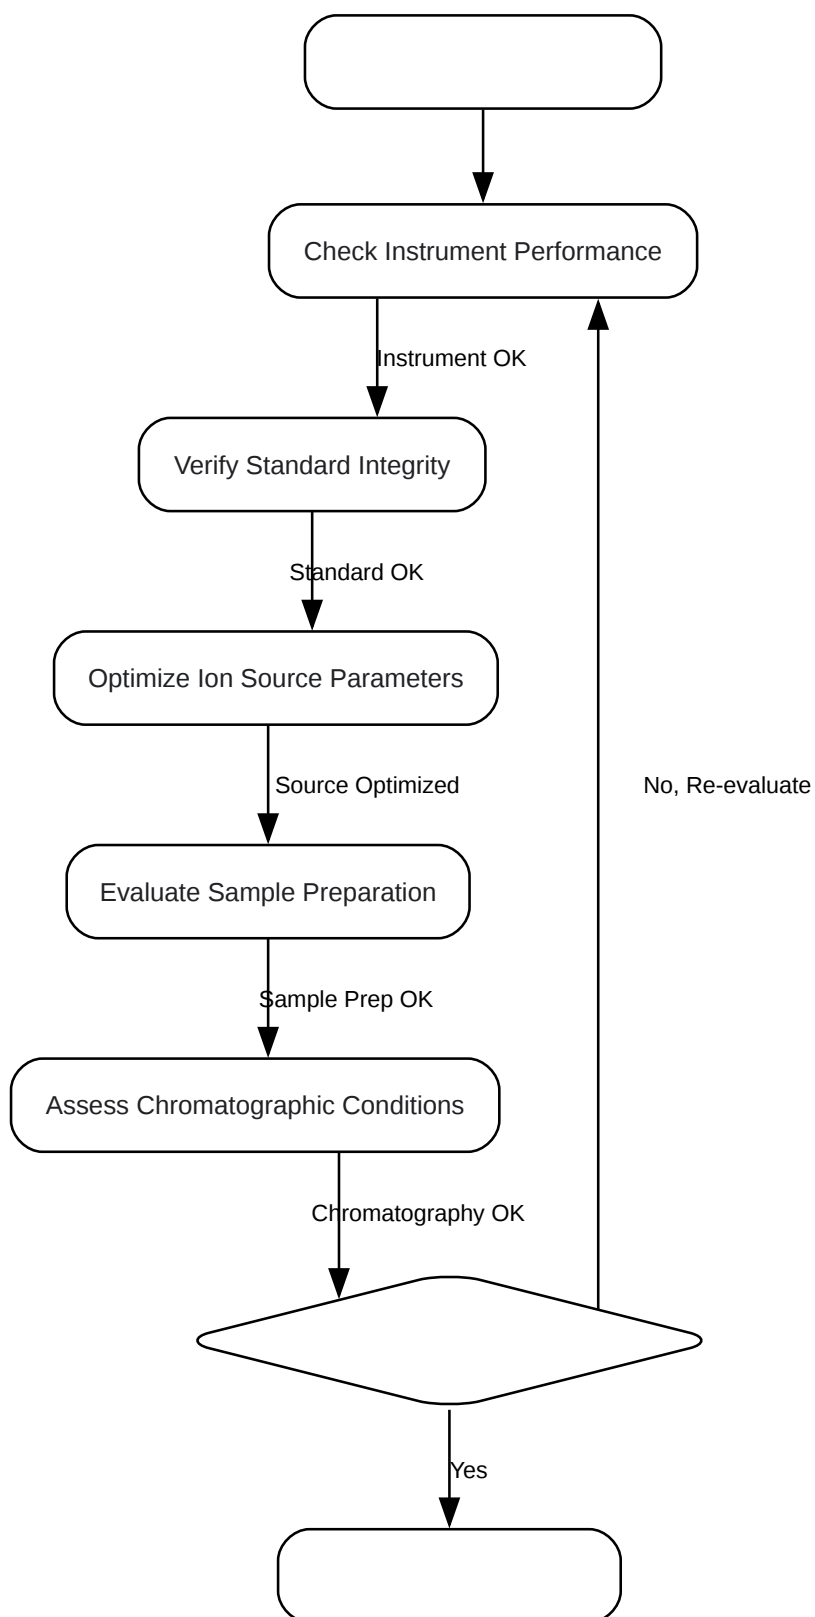 Check Instrument Performance
Instrument OK
Verify Standard Integrity
Standard OK
Optimize Ion Source Parameters
Source Optimized
No, Re-evaluate
Evaluate Sample Preparation
Sample Prep OK
Assess Chromatographic Conditions
Chromatography OK
Yes